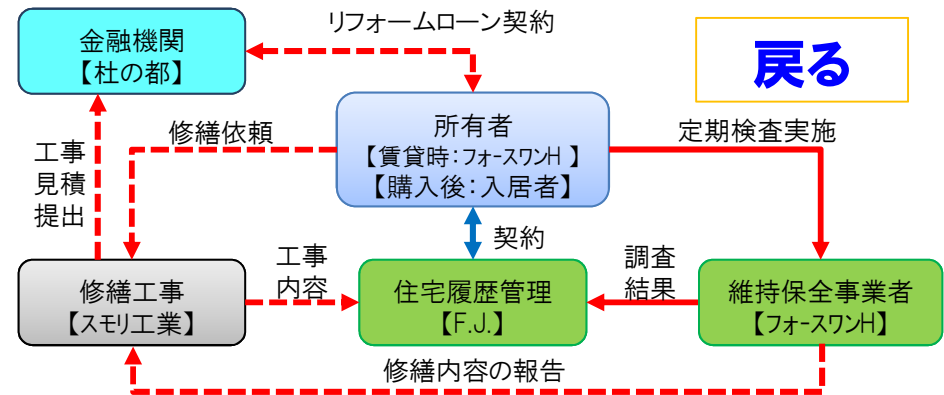 リフォームローン契約
金融機関
【杜の都】
戻る
所有者
【賃貸時：フォースワンH】
【購入後：入居者】
修繕依頼
定期検査実施
工事
見積
提出
契約
工事
内容
調査
結果
修繕工事
【スモリ工業】
住宅履歴管理
【F.J.】
維持保全事業者
【フォースワンH】
修繕内容の報告